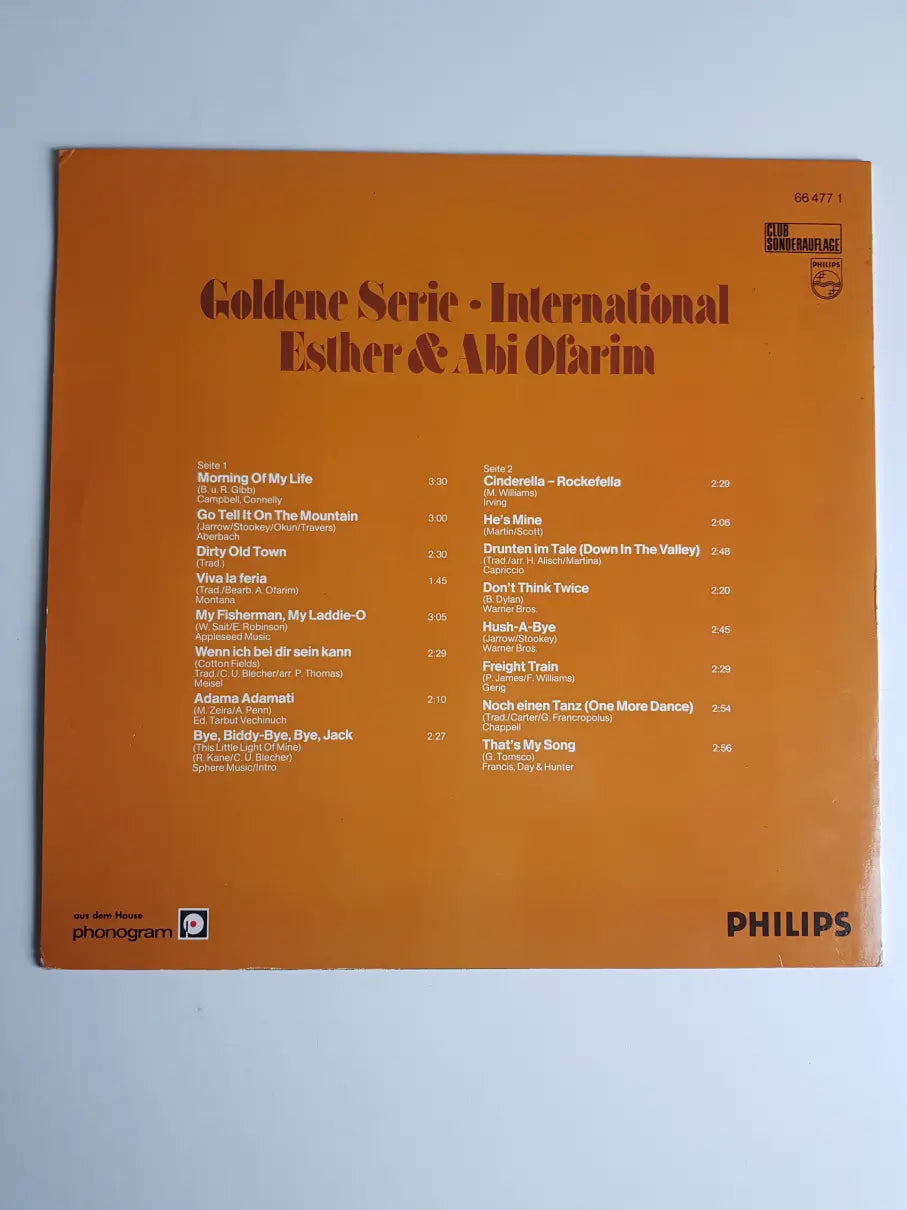 66 477 1
CLUB
SONDERAUFLAGE
PHILIPS
Goldene Serie • International
Esther & Abi Ofarim
Seite 1
Morning Of My Life 3:30
(B. u. R. Gibb)
Campbell, Connelly
Go Tell It On The Mountain 3:00
(Jarrow/Stookey/Okun/Travers)
Aberbach
Dirty Old Town 2:30
(Trad.)
Viva la feria 1:45
(Trad./Bearb. A. Ofarim)
Montana
My Fisherman, My Laddie-O 3:05
(W. Sait/E. Robinson)
Appleseed Music
Wenn ich bei dir sein kann 2:29
(Cotton Fields)
Trad./C. U. Blecher/arr. P. Thomas)
Meisel
Adama Adamati 2:10
(M. Zeira/A. Penn)
Ed. Tarbut Vechinuch
Bye, Biddy-Bye, Bye, Jack 2:27
(This Little Light Of Mine)
(R. Kane/C. U. Blecher)
Sphere Music/Intro
Seite 2
Cinderella – Rockefella 2:29
(M. Williams)
Irving
He's Mine 2:06
(Martin/Scott)
Drunten im Tale (Down In The Valley) 2:48
(Trad./arr. H. Alisch/Martina)
Capriccio
Don't Think Twice 2:20
(B. Dylan)
Warner Bros.
Hush-A-Bye 2:45
(Jarrow/Stookey)
Warner Bros.
Freight Train 2:29
(P. James/F. Williams)
Gerig
Noch einen Tanz (One More Dance) 2:54
(Trad./Carter/G. Francropolus)
Chappell
That's My Song 2:56
(G. Tomsco)
Francis, Day & Hunter
aus dem Hause
phonogram
PHILIPS